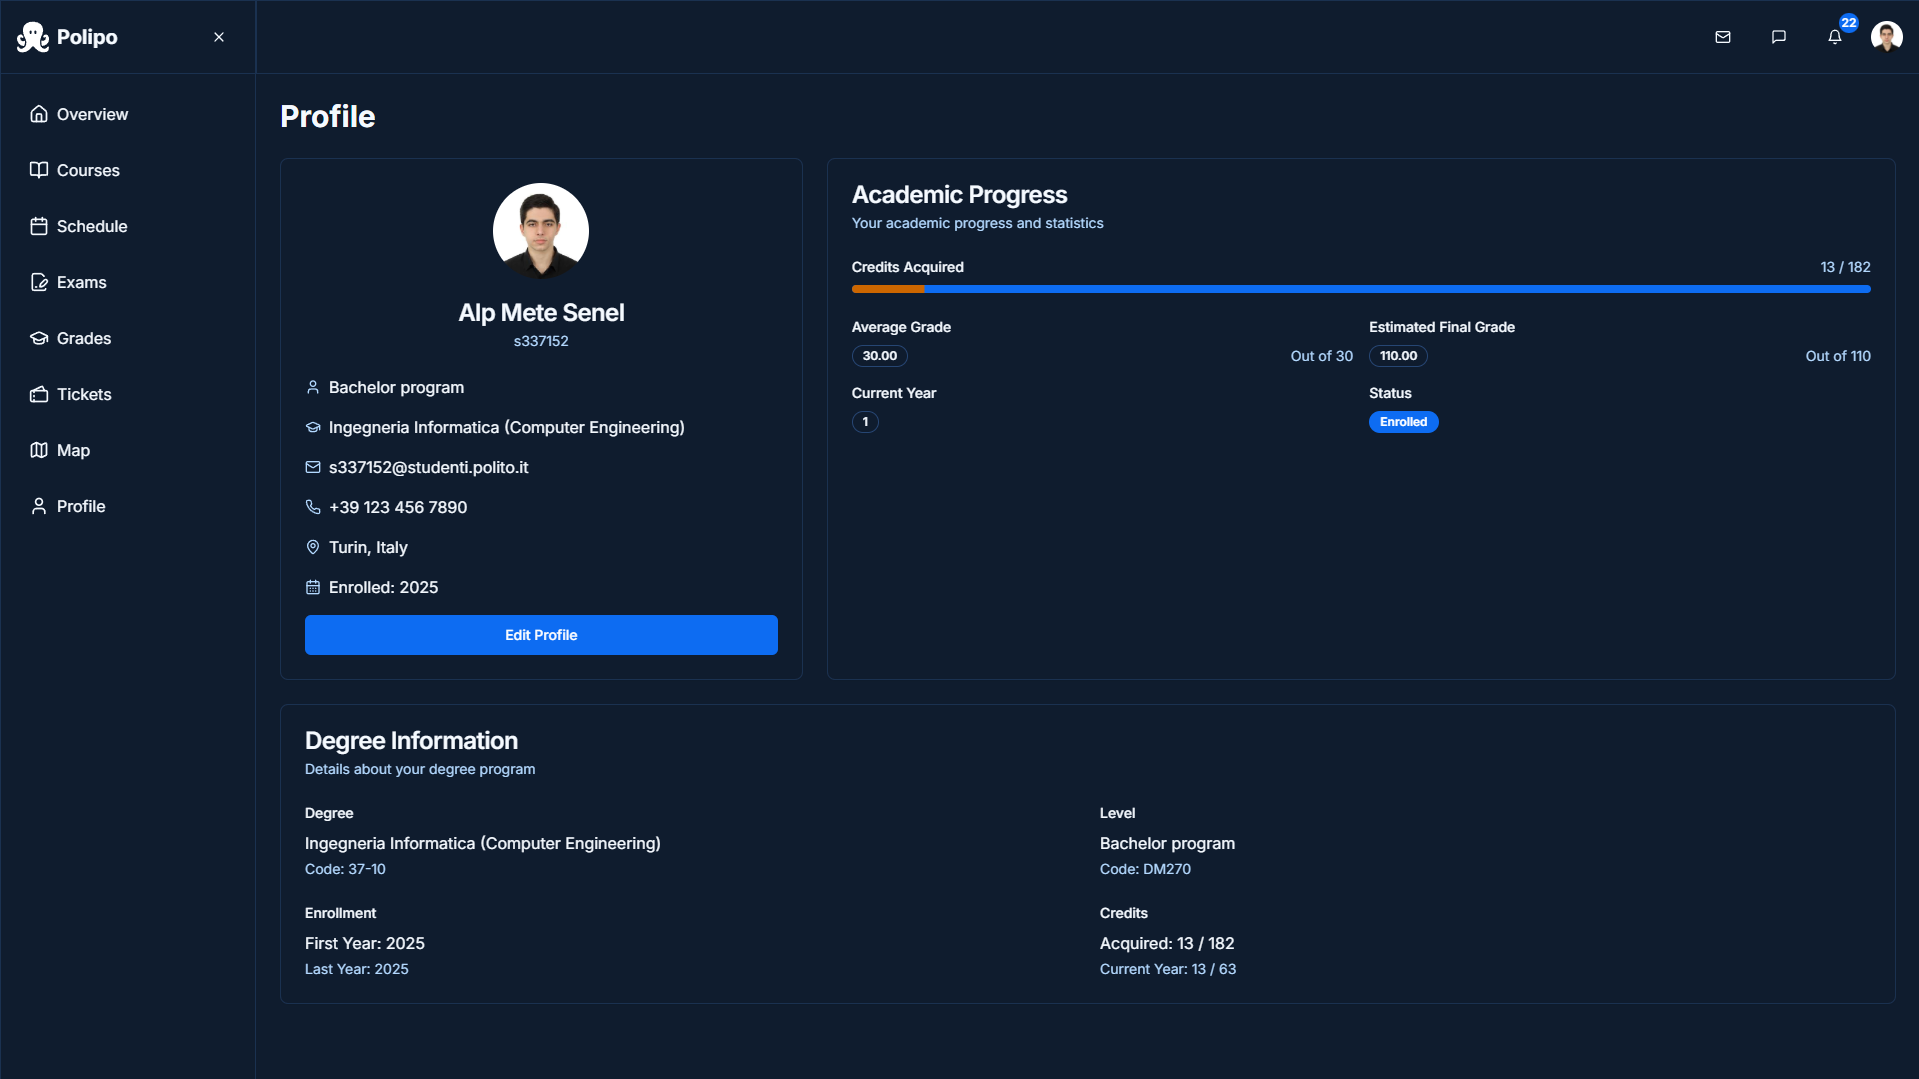 Polipo
22
Overview
Courses
Schedule
Exams
Grades
Tickets
Map
Profile
Profile
Alp Mete Senel
s337152
Bachelor program
Ingegneria Informatica (Computer Engineering)
s337152@studenti.polito.it
+39 123 456 7890
Turin, Italy
Enrolled: 2025
Edit Profile
Academic Progress
Your academic progress and statistics
Credits Acquired 13 / 182
Average Grade
30.00 Out of 30
Estimated Final Grade
110.00 Out of 110
Current Year
1
Status
Enrolled
Degree Information
Details about your degree program
Degree
Ingegneria Informatica (Computer Engineering)
Code: 37-10
Level
Bachelor program
Code: DM270
Enrollment
First Year: 2025
Last Year: 2025
Credits
Acquired: 13 / 182
Current Year: 13 / 63